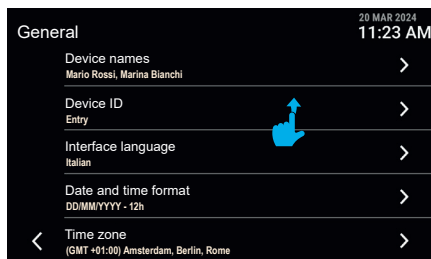 General
20 MAR 2024
11:23 AM
Device names
Mario Rossi, Marina Bianchi
Device ID
Entry
Interface language
Italian
Date and time format
DD/MM/YYYY - 12h
Time zone
(GMT +01:00) Amsterdam, Berlin, Rome